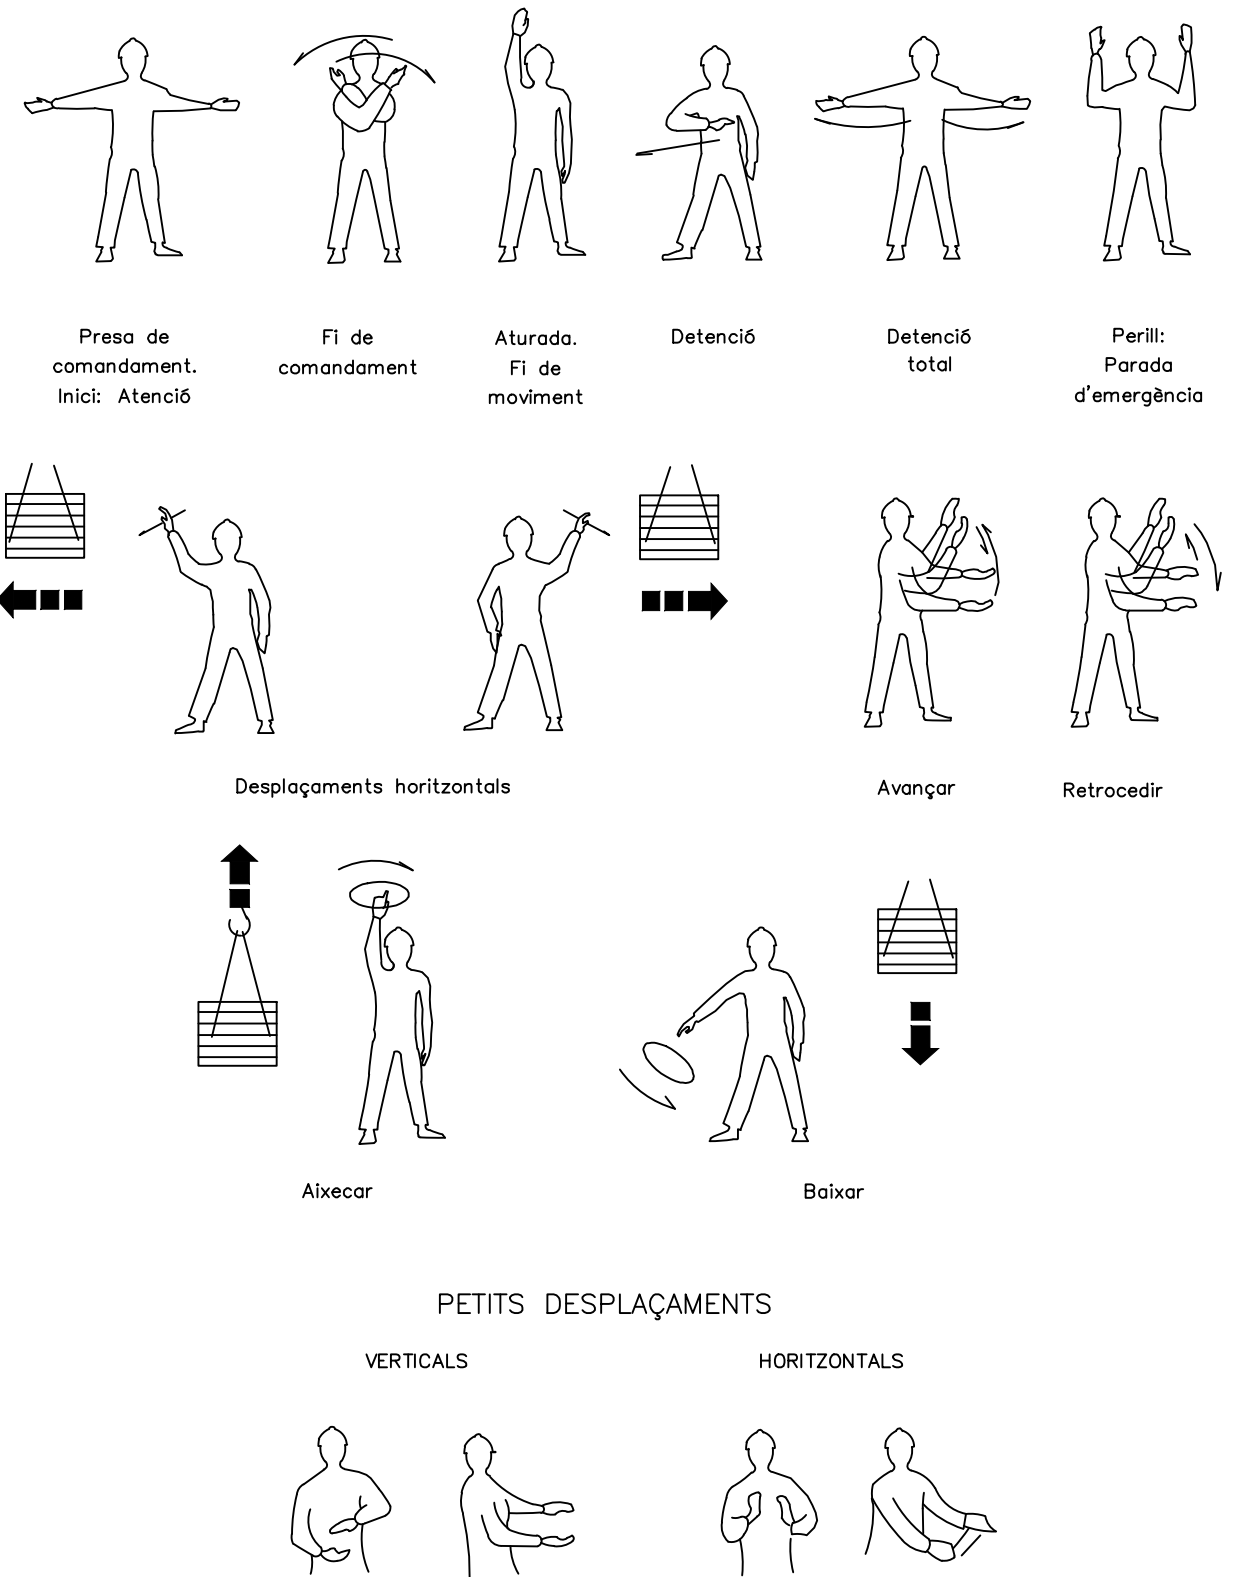 Presa de
comandament.
Inici: Atenció
Fi de
comandament
Aturada.
Fi de
moviment
Detenció
Detenció
total
Perill:
Parada
d'emergència
Desplaçaments horitzontals
Avançar
Retrocedir
Aixecar
Baixar
PETITS DESPLAÇAMENTS
VERTICALS
HORITZONTALS